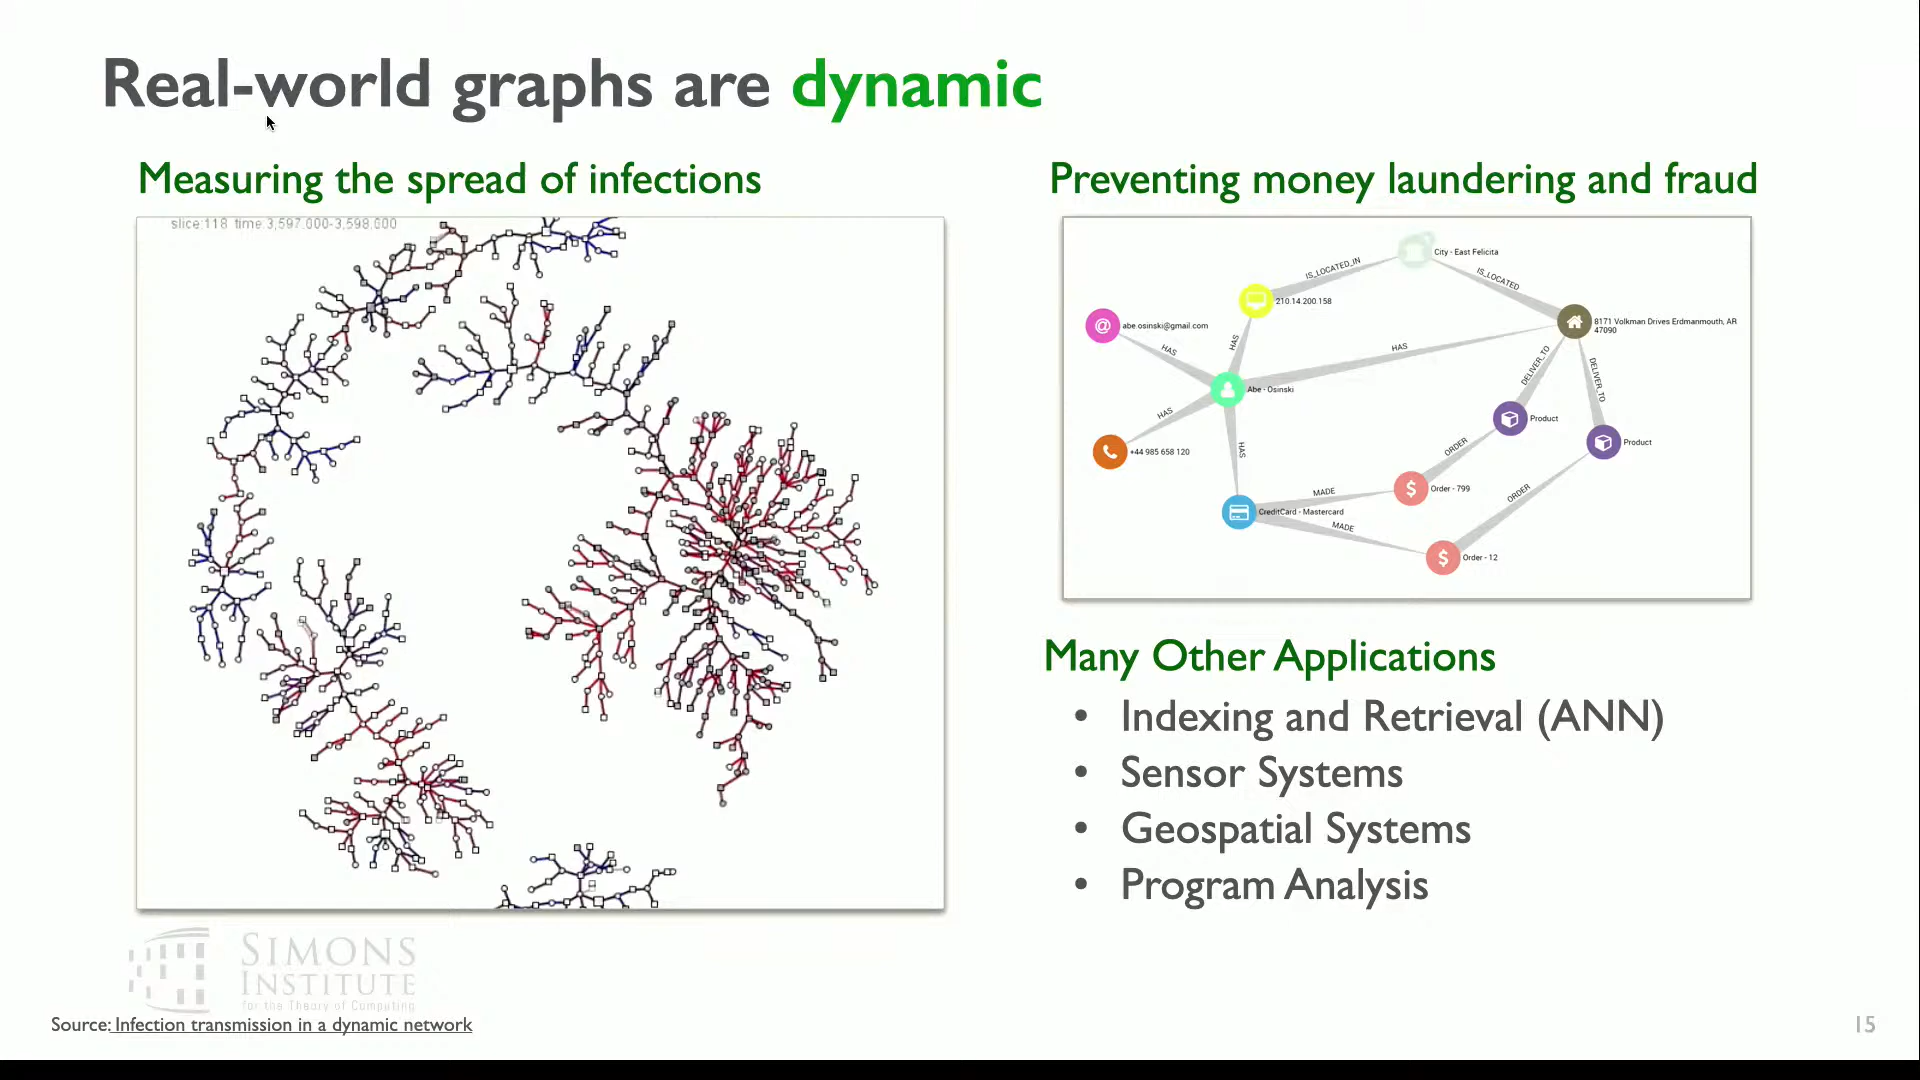 Real-world graphs are dynamic
Measuring the spread of infections
slice:118 time:3,597.000-3,598.000
Preventing money laundering and fraud
City - East Felicita
IS_LOCATED_IN
IS_LOCATED
210.14.200.158
abe.osinski@gmail.com
8171 Volkman Drives Erdmanmouth, AR
47090
HAS
HAS
HAS
DELIVER_TO
DELIVER_TO
Abe - Osinski
HAS
Product
Product
+44 985 658 120
HAS
ORDER
MADE
Order - 799
ORDER
CreditCard - Mastercard
MADE
Order - 12
Many Other Applications
• Indexing and Retrieval (ANN)
• Sensor Systems
• Geospatial Systems
• Program Analysis
SIMONS
INSTITUTE
for the Theory of Computing
Source: Infection transmission in a dynamic network
15